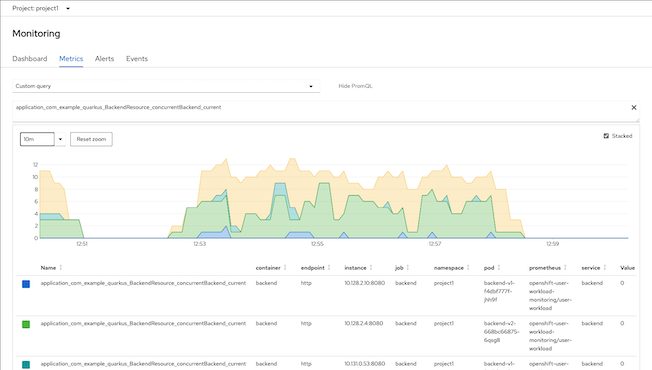 Project: project1
Monitoring
Dashboard Metrics Alerts Events
Custom query Hide PromQL
application_com_example_quarkus_BackendResource_concurrentBackend_current
10m Reset zoom Stacked
12
10
8
6
4
2
0
12:51 12:53 12:55 12:57 12:59
Name container endpoint instance job namespace pod prometheus service Value
application_com_example_quarkus_BackendResource_concurrentBackend_current backend http 10.128.2.10:8080 backend project1 backend-v1- openshift-user- backend 0
workload-
monitoring/user-
workload
application_com_example_quarkus_BackendResource_concurrentBackend_current backend http 10.128.2.4:8080 backend project1 backend-v2- openshift-user- backend 0
668bc66875- workload-
monitoring/user-
workload
application_com_example_quarkus_BackendResource_concurrentBackend_current backend http 10.131.0.53:8080 backend project1 backend-v1- openshift-user- backend 0